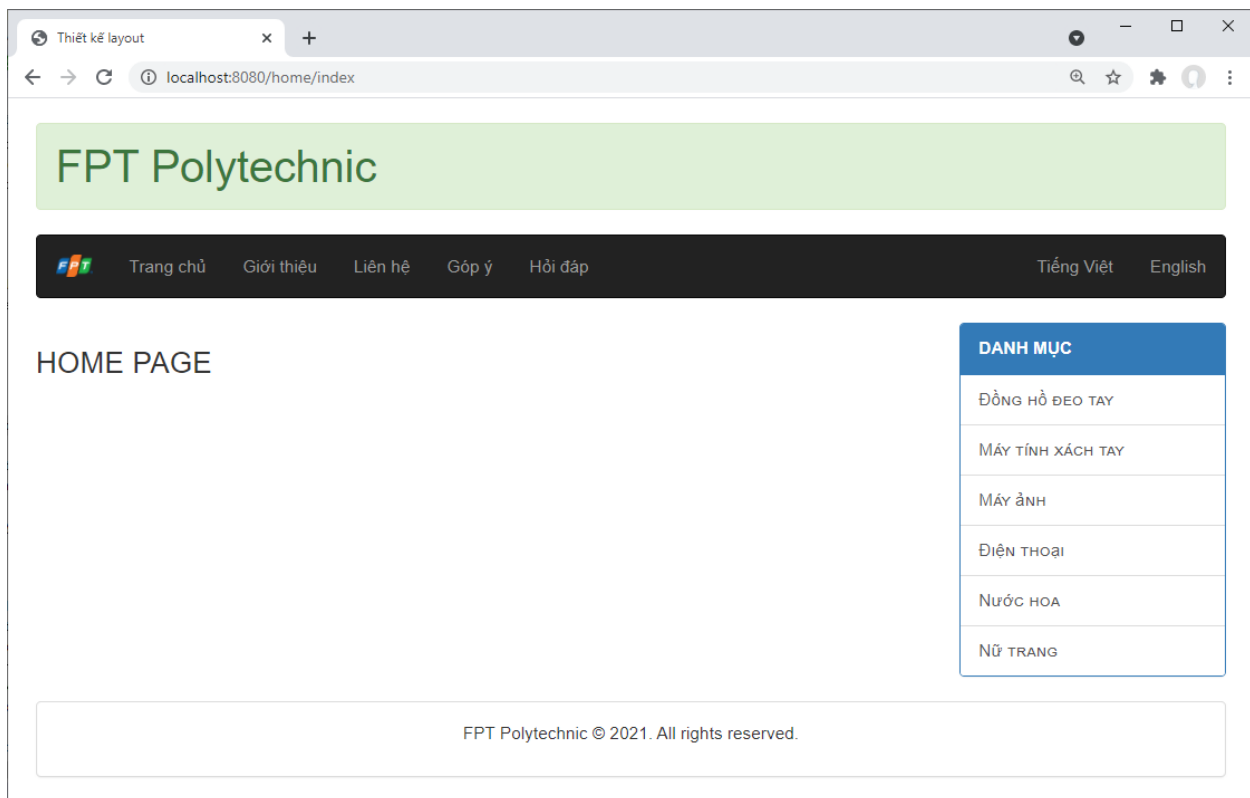 Thiết kế layout
localhost:8080/home/index
FPT Polytechnic
FPT Trang chủ Giới thiệu Liên hệ Góp ý Hỏi đáp Tiếng Việt English
HOME PAGE
DANH MỤC
Đồng hồ đeo tay
Máy tính xách tay
Máy ảnh
Điện thoại
Nước hoa
Nữ trang
FPT Polytechnic © 2021. All rights reserved.